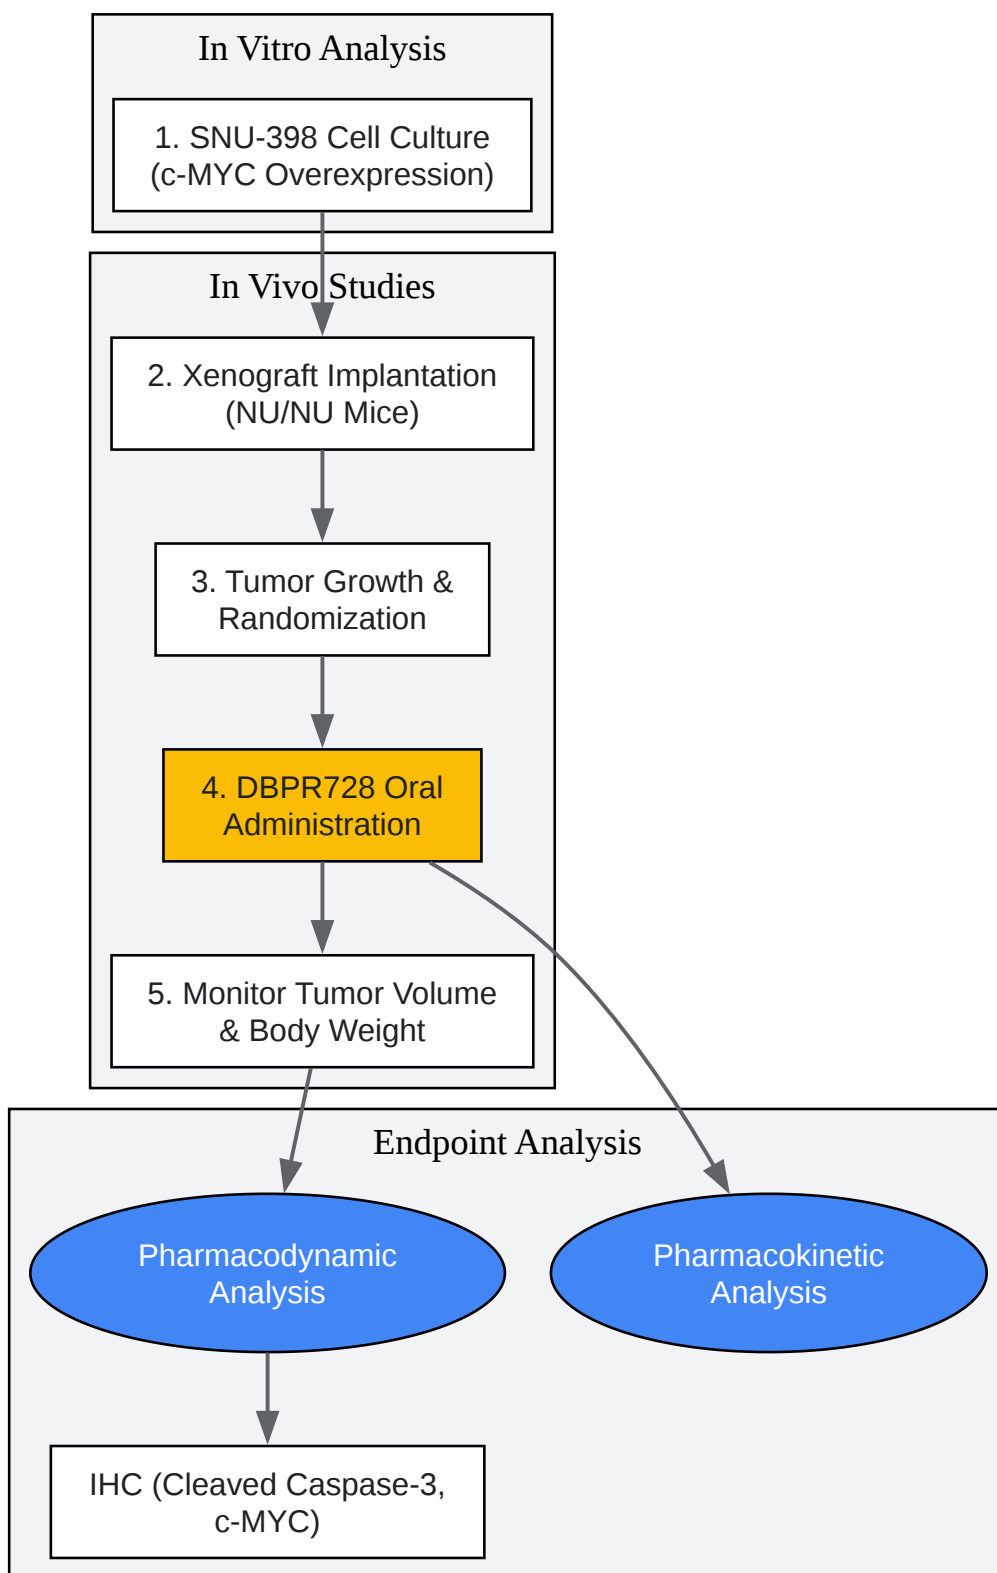 In Vitro Analysis
1. SNU-398 Cell Culture
(c-MYC Overexpression)
In Vivo Studies
2. Xenograft Implantation
(NU/NU Mice)
3. Tumor Growth &
Randomization
4. DBPR728 Oral
Administration
5. Monitor Tumor Volume
& Body Weight
Endpoint Analysis
Pharmacodynamic
Analysis
Pharmacokinetic
Analysis
IHC (Cleaved Caspase-3,
c-MYC)